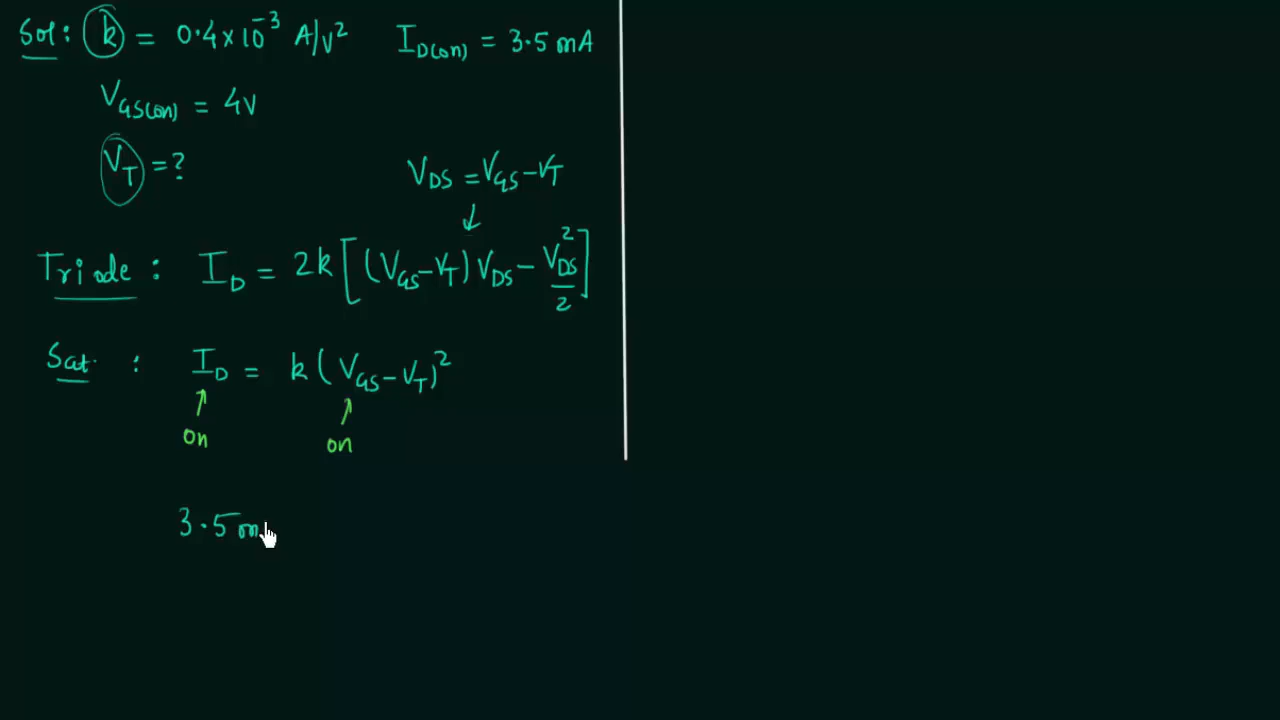 Sol: k = 0.4×10⁻³ A/V² I_D(on) = 3.5 mA
V_GS(on) = 4V
V_T = ?
V_DS = V_GS − V_T
↓
Triode : I_D = 2k[(V_GS − V_T) V_DS − V_DS²/2]
Sat. : I_D = k(V_GS − V_T)²
↑ ↑
on on
3.5 m